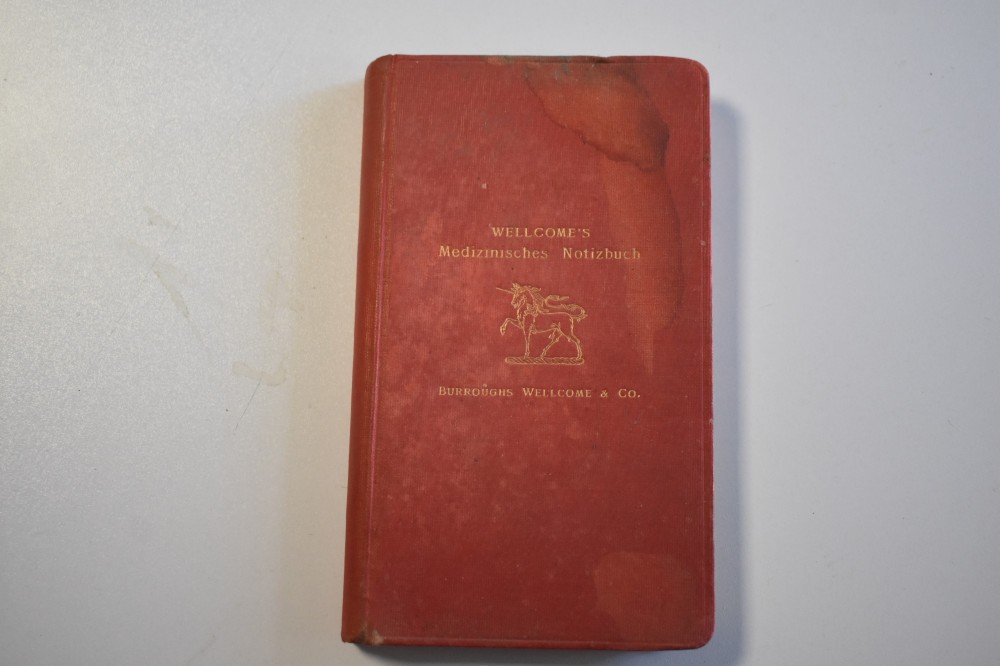 WELLCOME'S
Medizinisches Notizbuch
BURROUGHS WELLCOME & CO.